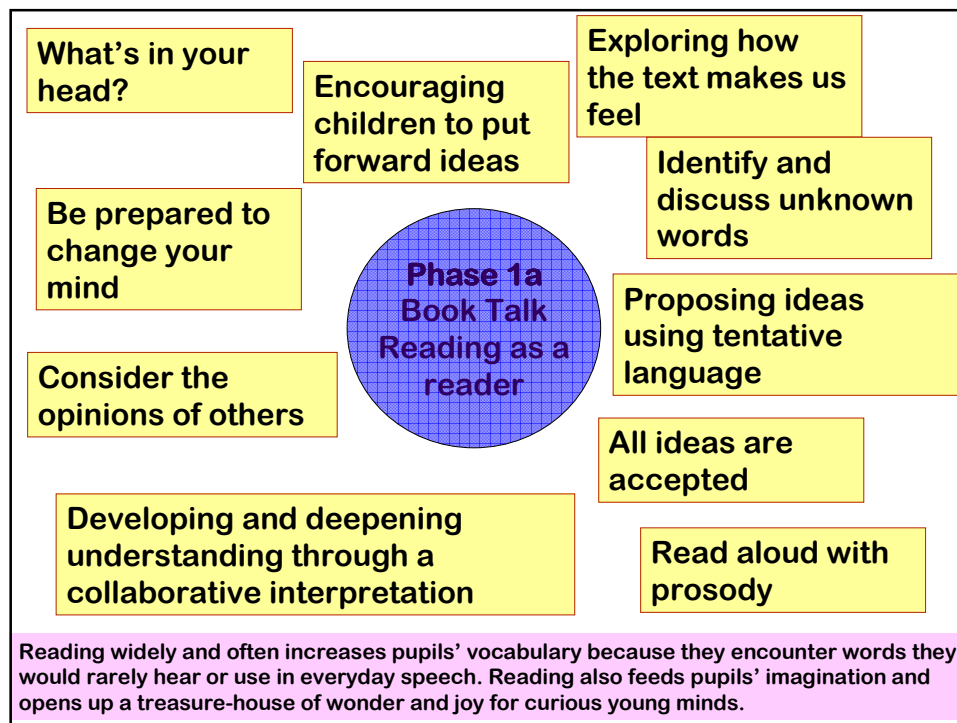 What's in your
head?
Encouraging
children to put
forward ideas
Exploring how
the text makes us
feel
Identify and
discuss unknown
words
Be prepared to
change your
mind
Phase 1a
Book Talk
Reading as a
reader
Proposing ideas
using tentative
language
Consider the
opinions of others
All ideas are
accepted
Developing and deepening
understanding through a
collaborative interpretation
Read aloud with
prosody
Reading widely and often increases pupils' vocabulary because they encounter words they
would rarely hear or use in everyday speech. Reading also feeds pupils' imagination and
opens up a treasure-house of wonder and joy for curious young minds.